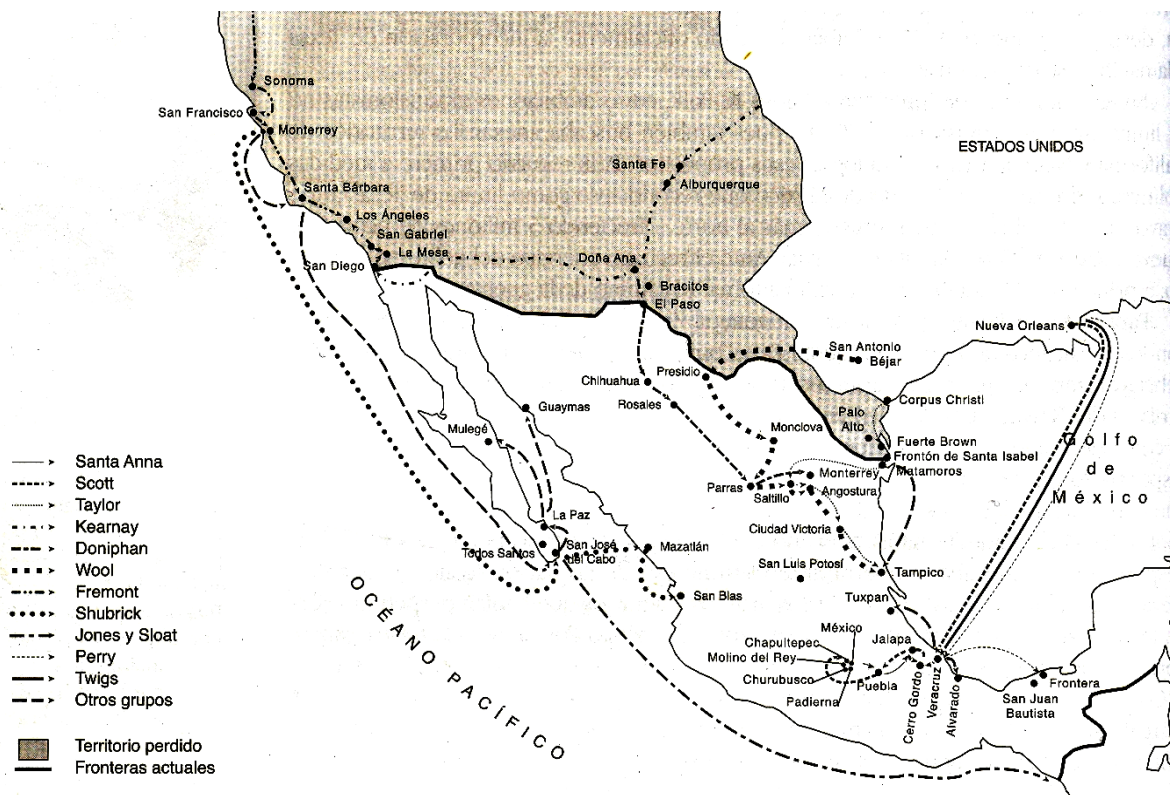 Sonoma
San Francisco
Monterrey
ESTADOS UNIDOS
Santa Fe
Alburquerque
Santa Bárbara
Los Ángeles
San Gabriel
La Mesa
San Diego
Doña Ana
Bracitos
El Paso
Nueva Orleans
San Antonio
Béjar
Presidio
Chihuahua
Rosales
Guaymas
Corpus Christi
Palo
Alto
Mulegé
Monclova
Fuerte Brown
Frontón de Santa Isabel
Matamoros
Golfo
de
México
Monterrey
Parras
Saltillo
Angostura
La Paz
Ciudad Victoria
Todos Santos
San José
del Cabo
Mazatlán
San Luis Potosí
Tampico
San Blas
Tuxpan
México
Chapultepec
Jalapa
Molino del Rey
Churubusco
Puebla
Padierna
Cerro Gordo
Veracruz
Alvarado
Frontera
San Juan
Bautista
OCÉANO PACÍFICO
Santa Anna
Scott
Taylor
Kearnay
Doniphan
Wool
Fremont
Shubrick
Jones y Sloat
Perry
Twigs
Otros grupos
Territorio perdido
Fronteras actuales